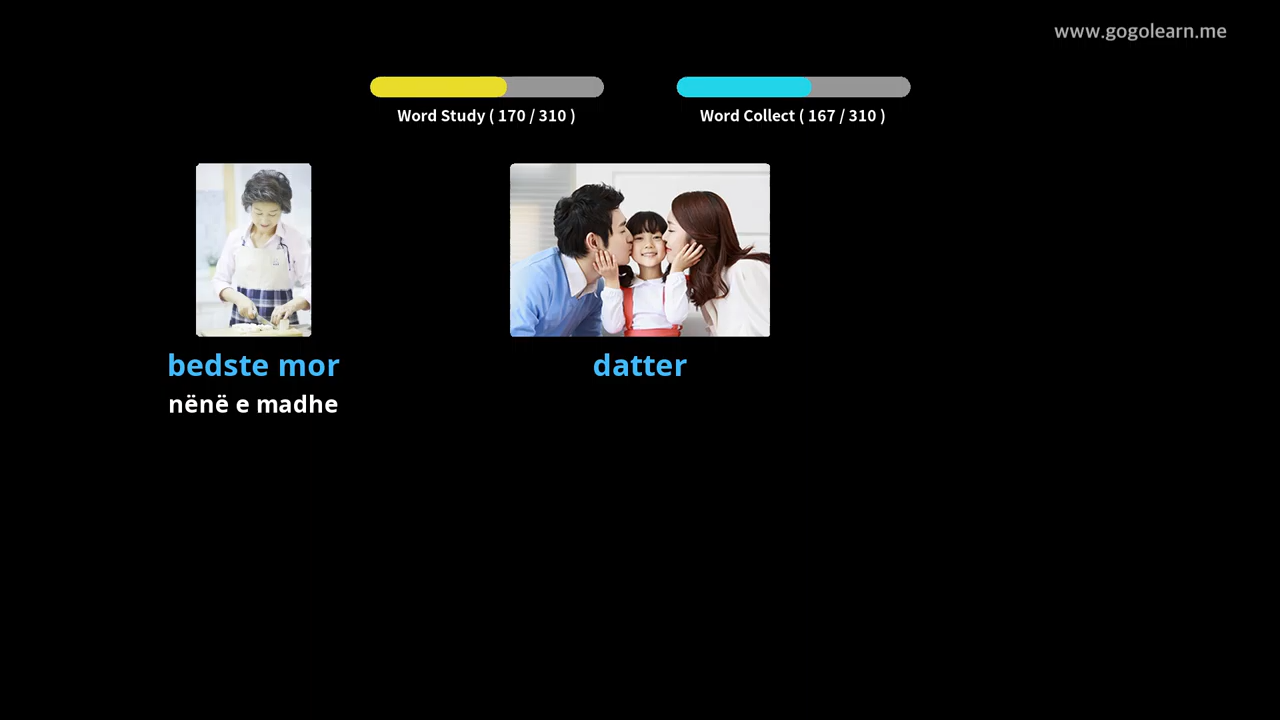 www.gogolearn.me
Word Study ( 170 / 310 )
Word Collect ( 167 / 310 )
bedste mor
nënë e madhe
datter